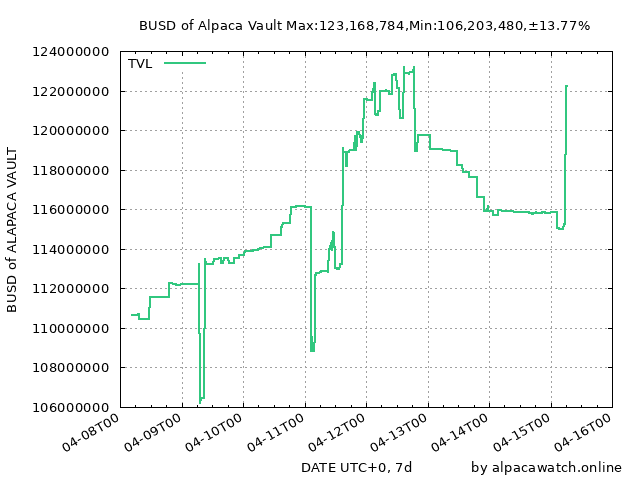 BUSD of Alpaca Vault Max:123,168,784,Min:106,203,480,±13.77%
TVL
124000000
122000000
120000000
118000000
116000000
114000000
112000000
110000000
108000000
106000000
BUSD of ALAPACA VAULT
04-08T00
04-09T00
04-10T00
04-11T00
04-12T00
04-13T00
04-14T00
04-15T00
04-16T00
DATE UTC+0, 7d
by alpacawatch.online